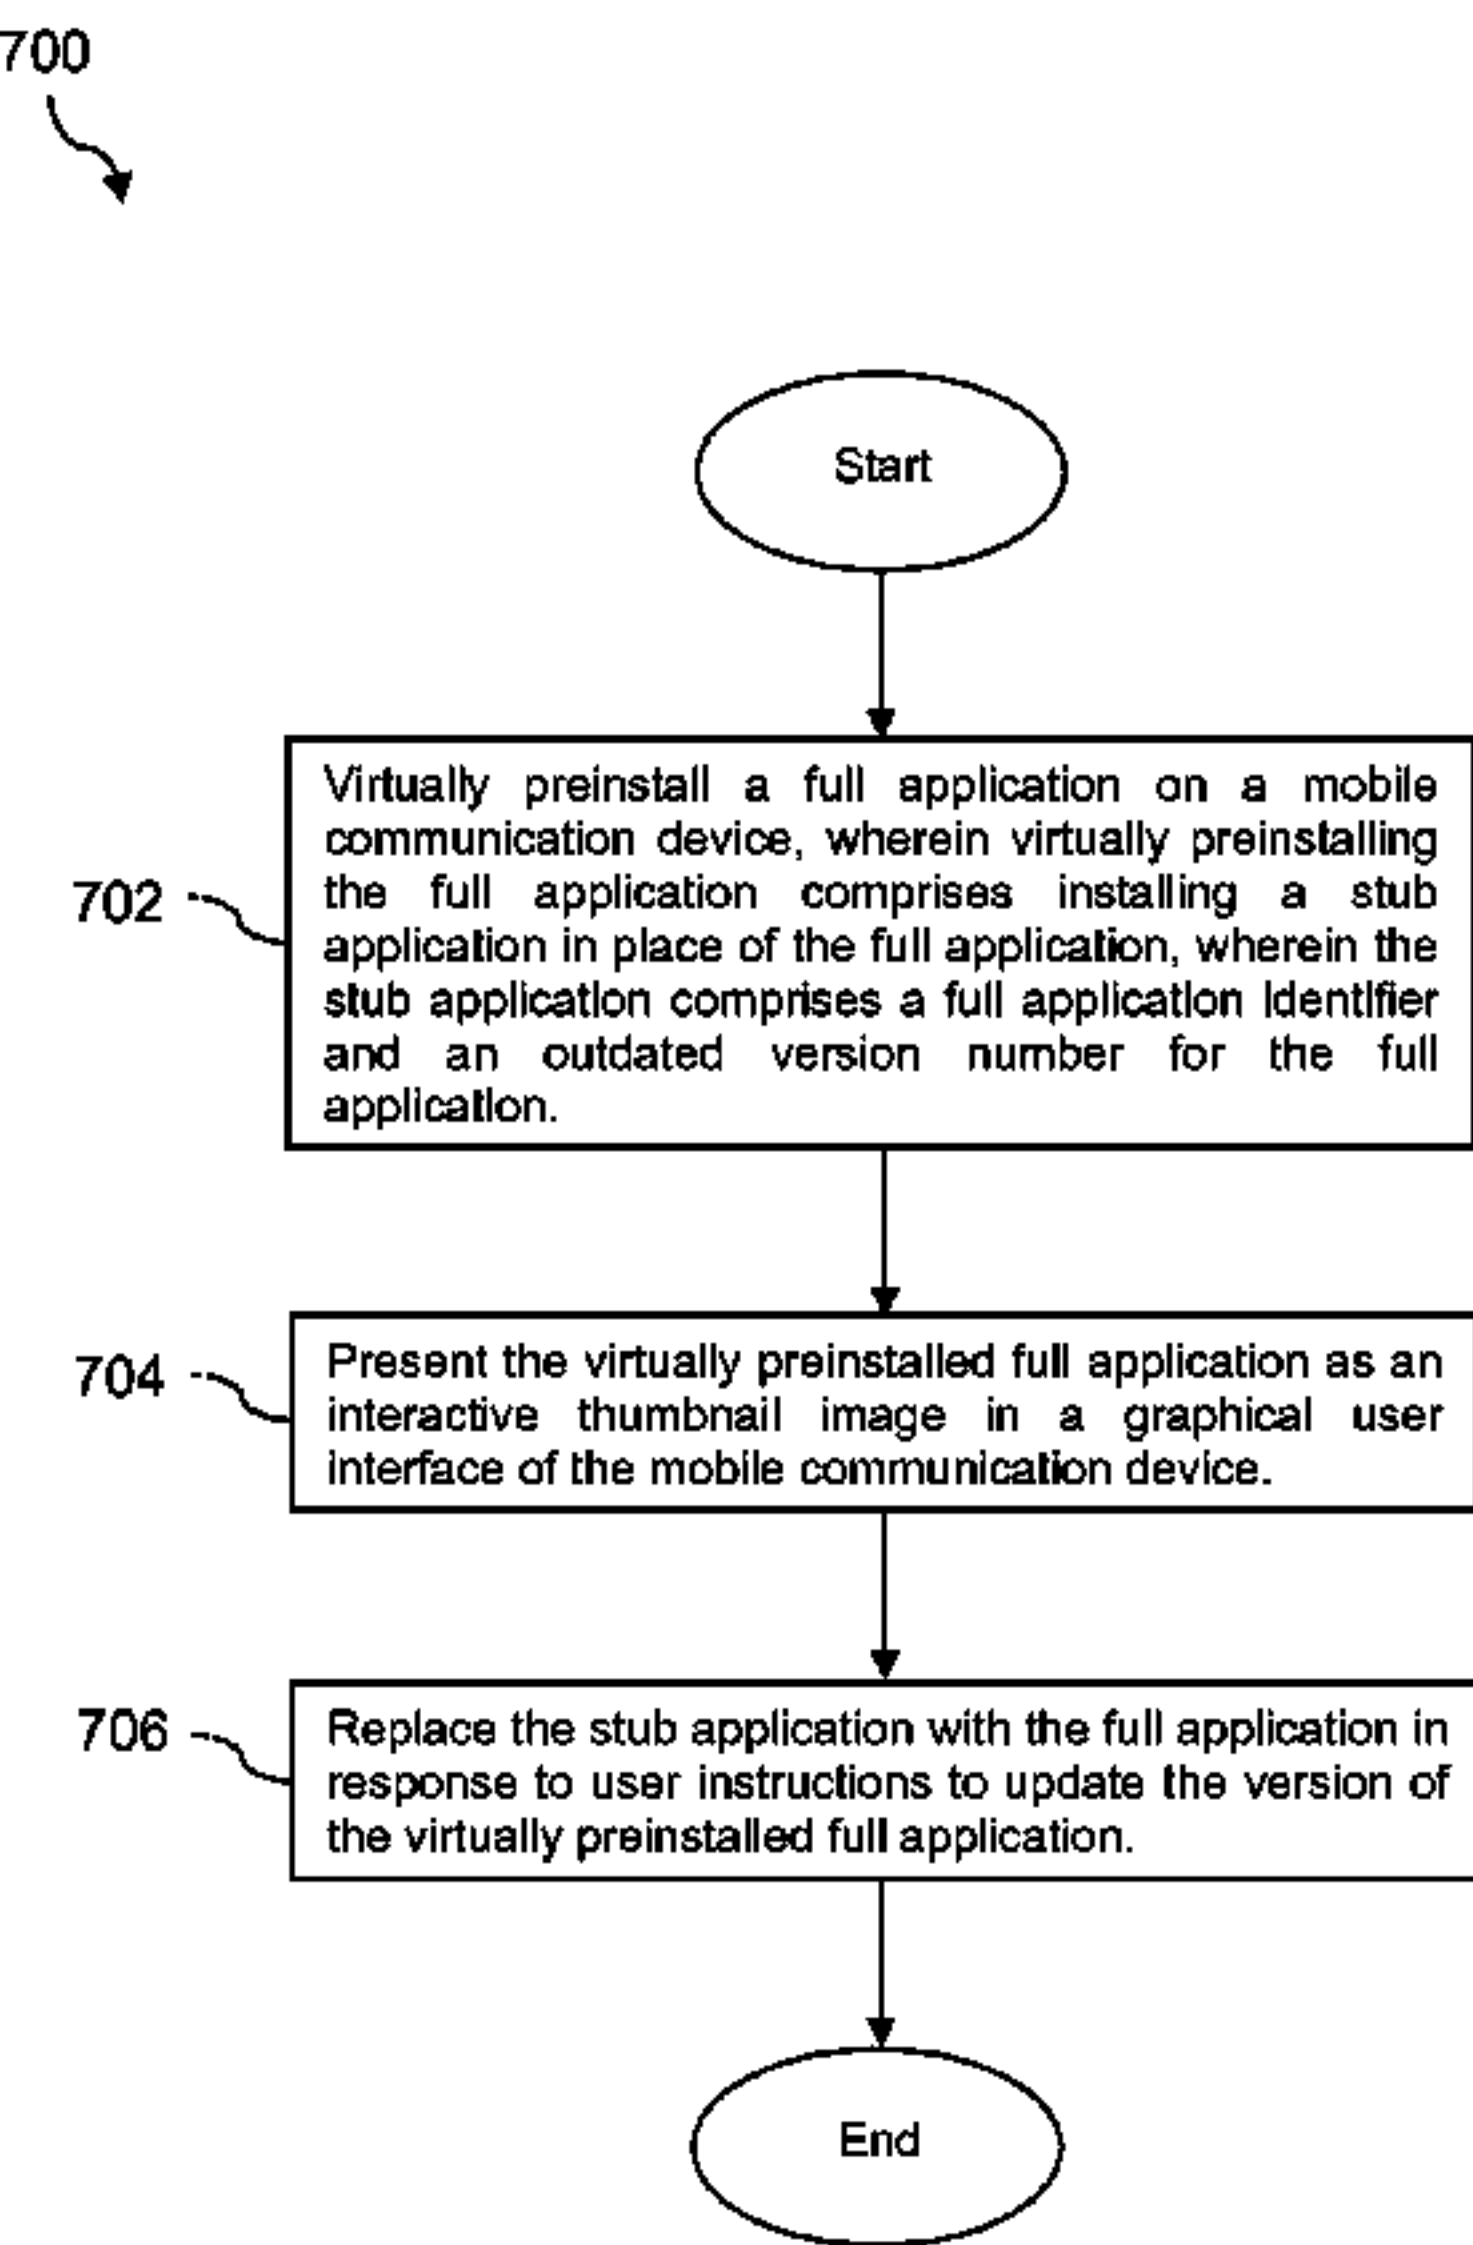 700
Start
702
Virtually preinstall a full application on a mobile
communication device, wherein virtually preinstalling
the full application comprises installing a stub
application in place of the full application, wherein the
stub application comprises a full application identifier
and an outdated version number for the full
application.
704
Present the virtually preinstalled full application as an
interactive thumbnail image in a graphical user
interface of the mobile communication device.
706
Replace the stub application with the full application in
response to user instructions to update the version of
the virtually preinstalled full application.
End